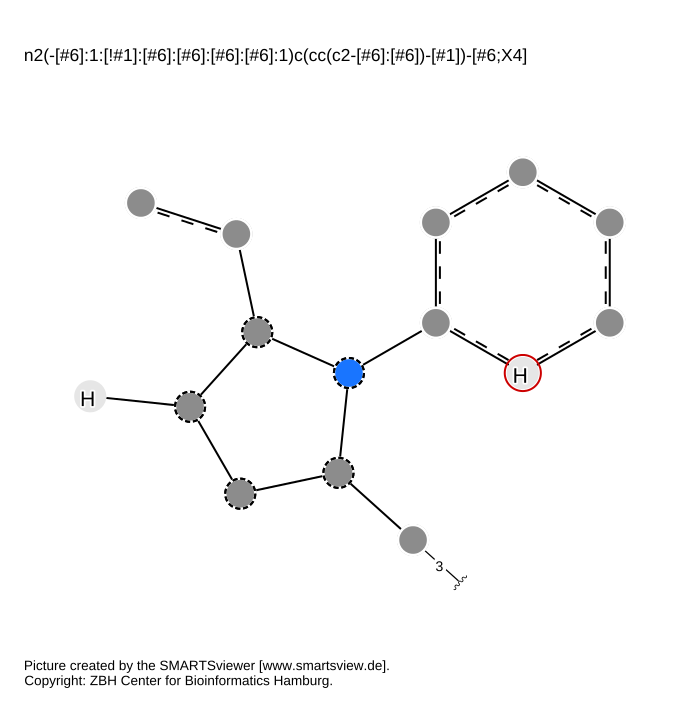 n2(-[#6]:1:[!#1]:[#6]:[#6]:[#6]:[#6]:1)c(cc(c2-[#6]:[#6])-[#1])-[#6;X4]
H
H
3
Picture created by the SMARTSviewer [www.smartsview.de].
Copyright: ZBH Center for Bioinformatics Hamburg.